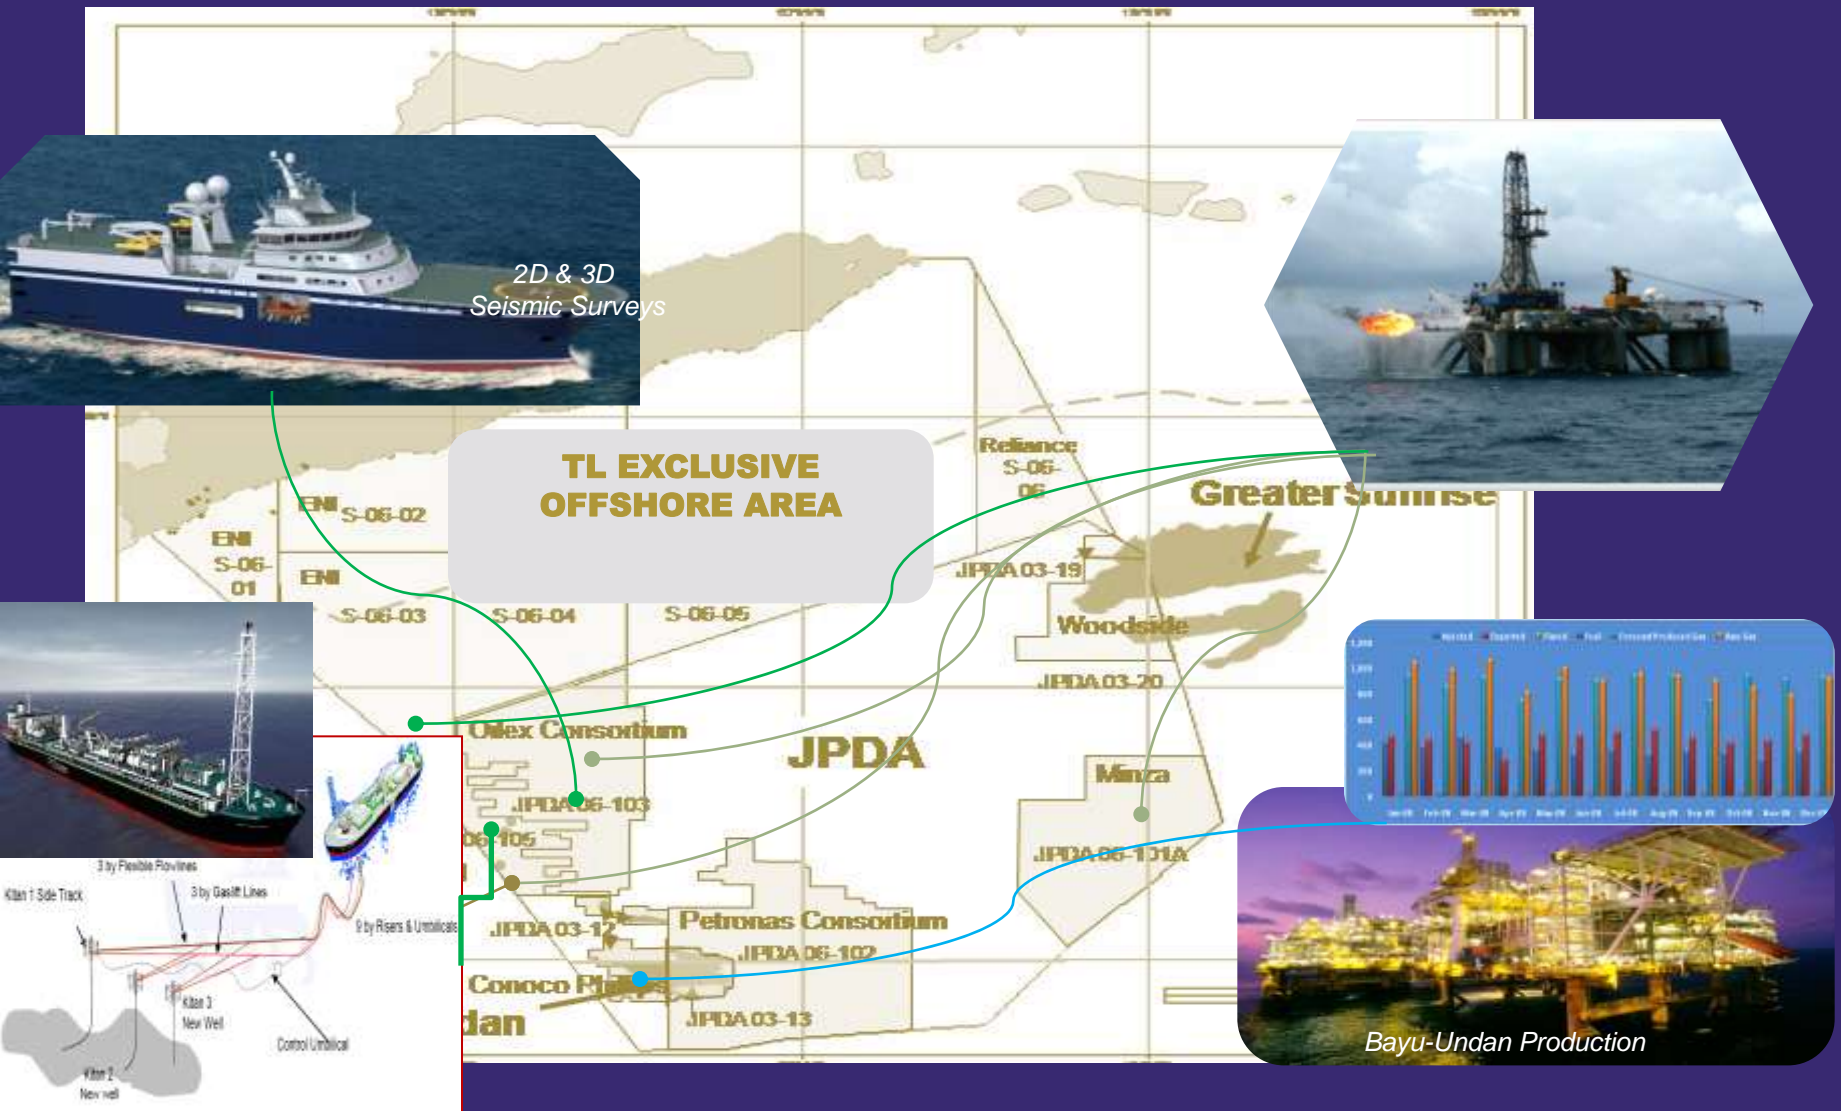 2D & 3D
Seismic Surveys
TL EXCLUSIVE
OFFSHORE AREA
Reliance
S-06-
06
Greater Sunrise
ENI
S-06-02
ENI
S-06-
01
ENI
S-06-03
S-06-04
S-06-05
JPDA 03-19
Woodside
JPDA 03-20
Oilex Consortium
JPDA
Minza
JPDA 06-103
06-105
JPDA 06-101A
JPDA 03-12
Petronas Consortium
JPDA 06-102
Conoco Phillips
dan
JPDA 03-13
3 by Flexible Flowlines
Kitan 1 Side Track
3 by Gaslift Lines
9 by Risers & Umbilicals
Kitan 3
New Well
Control Umbilical
Kitan 2
New well
Bayu-Undan Production